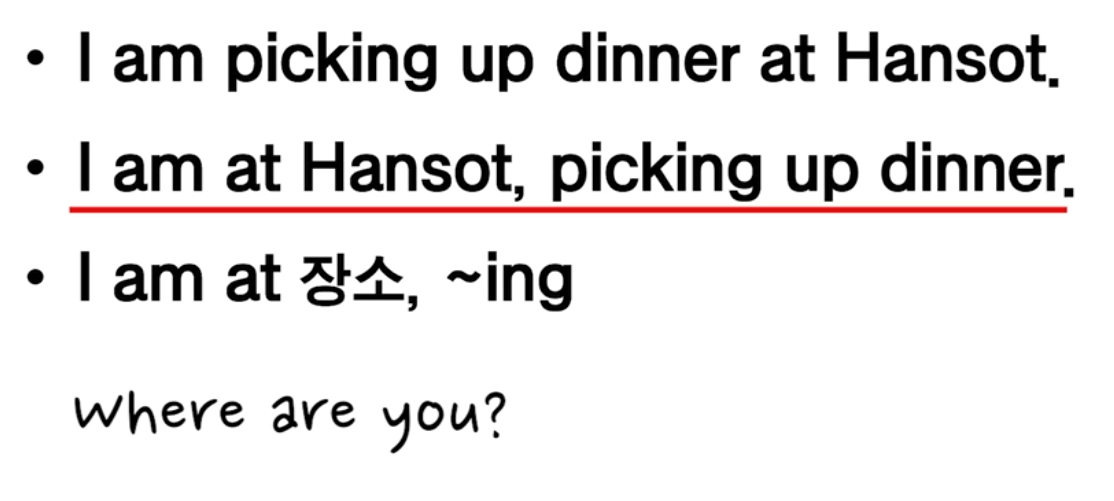 • I am picking up dinner at Hansot.
• I am at Hansot, picking up dinner.
• I am at 장소, ~ing
Where are you?